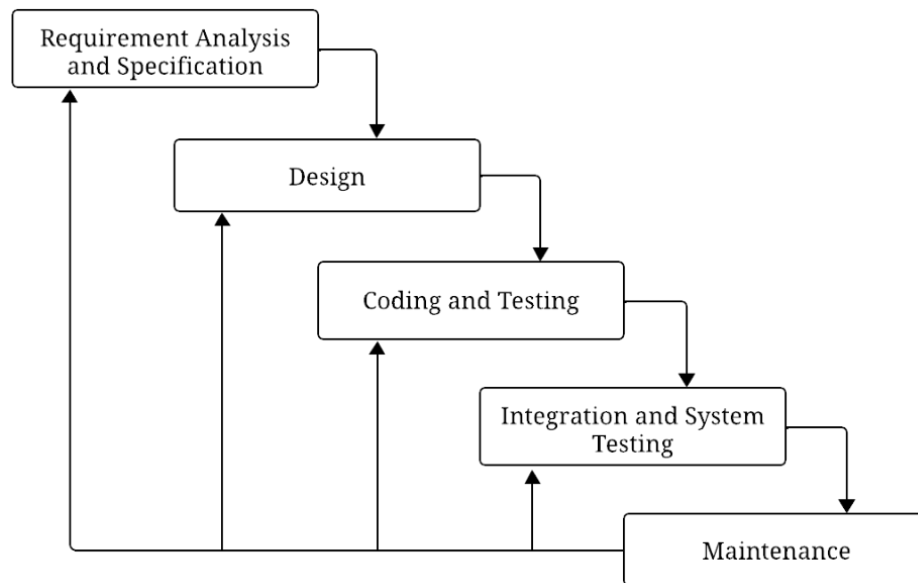 Requirement Analysis
and Specification
Design
Coding and Testing
Integration and System
Testing
Maintenance